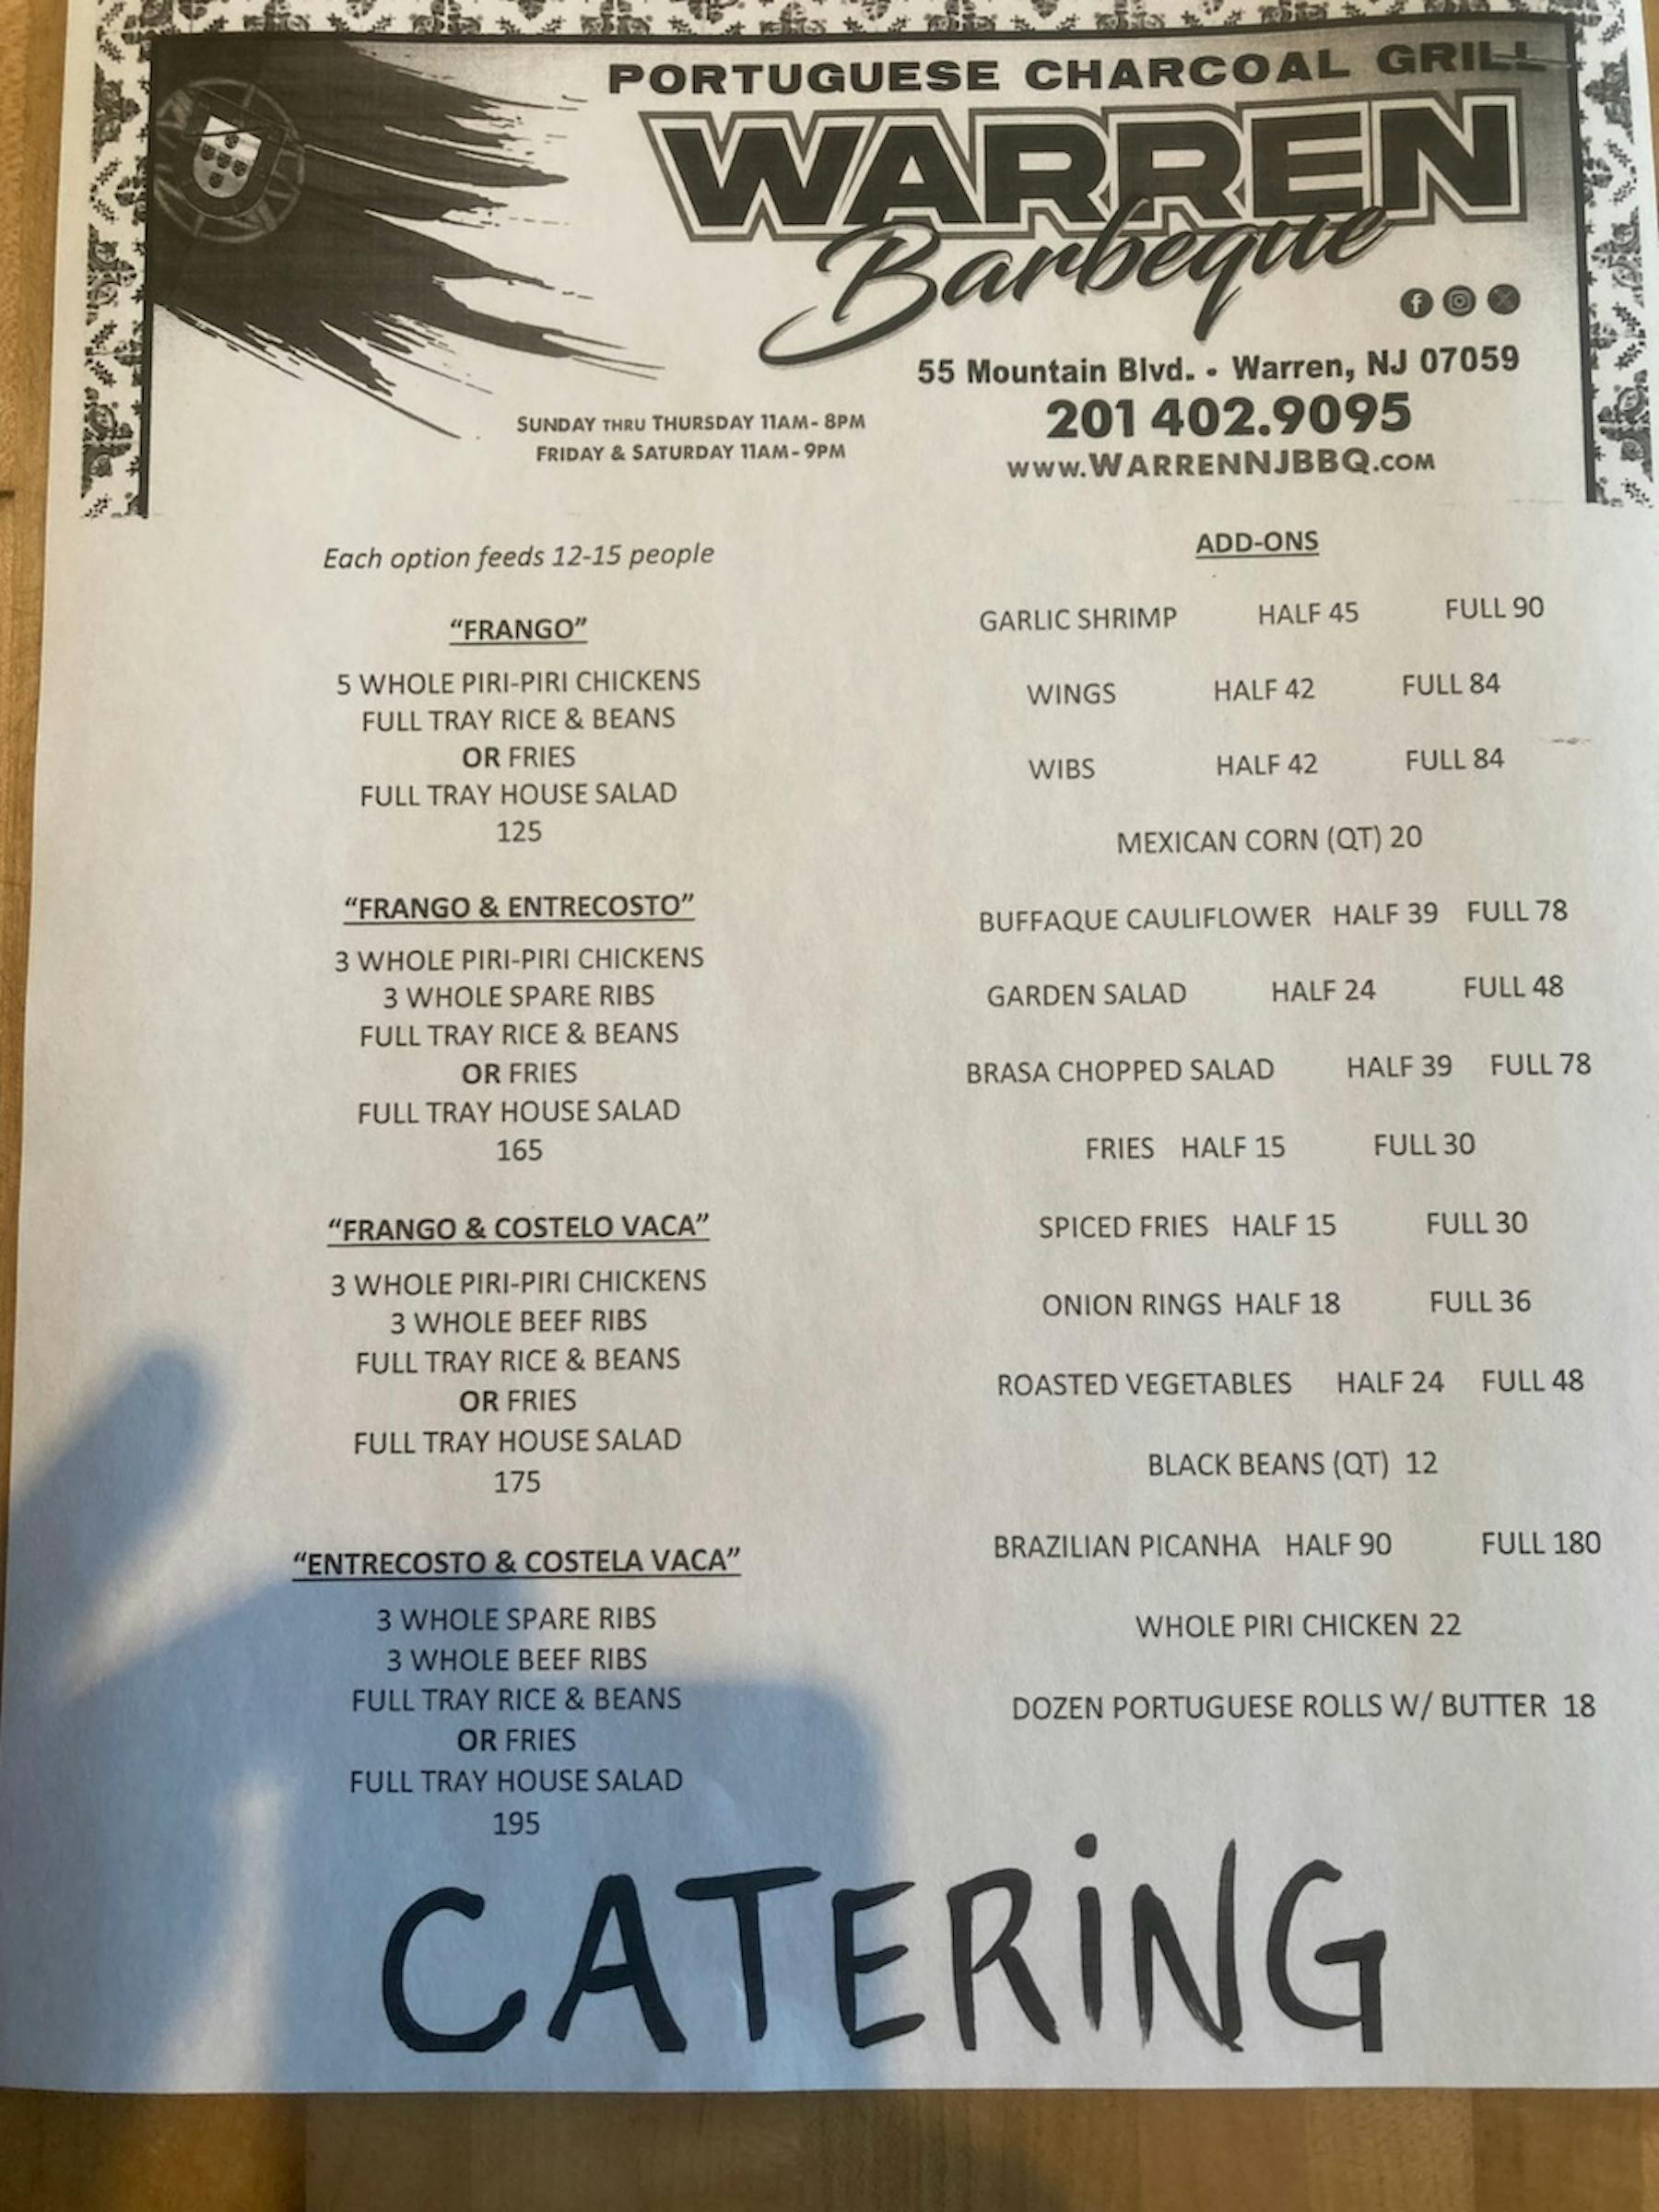 PORTUGUESE CHARCOAL GRILL
WARREN
Barbeque
55 Mountain Blvd. • Warren, NJ 07059
201 402.9095
www.WARRENNJBBQ.COM
SUNDAY THRU THURSDAY 11AM-8PM
FRIDAY & SATURDAY 11AM-9PM
Each option feeds 12-15 people
"FRANGO"
5 WHOLE PIRI-PIRI CHICKENS
FULL TRAY RICE & BEANS
OR FRIES
FULL TRAY HOUSE SALAD
125
"FRANGO & ENTRECOSTO"
3 WHOLE PIRI-PIRI CHICKENS
3 WHOLE SPARE RIBS
FULL TRAY RICE & BEANS
OR FRIES
FULL TRAY HOUSE SALAD
165
"FRANGO & COSTELO VACA"
3 WHOLE PIRI-PIRI CHICKENS
3 WHOLE BEEF RIBS
FULL TRAY RICE & BEANS
OR FRIES
FULL TRAY HOUSE SALAD
175
"ENTRECOSTO & COSTELA VACA"
3 WHOLE SPARE RIBS
3 WHOLE BEEF RIBS
FULL TRAY RICE & BEANS
OR FRIES
FULL TRAY HOUSE SALAD
195
ADD-ONS
GARLIC SHRIMP HALF 45 FULL 90
WINGS HALF 42 FULL 84
WIBS HALF 42 FULL 84
MEXICAN CORN (QT) 20
BUFFAQUE CAULIFLOWER HALF 39 FULL 78
GARDEN SALAD HALF 24 FULL 48
BRASA CHOPPED SALAD HALF 39 FULL 78
FRIES HALF 15 FULL 30
SPICED FRIES HALF 15 FULL 30
ONION RINGS HALF 18 FULL 36
ROASTED VEGETABLES HALF 24 FULL 48
BLACK BEANS (QT) 12
BRAZILIAN PICANHA HALF 90 FULL 180
WHOLE PIRI CHICKEN 22
DOZEN PORTUGUESE ROLLS W/ BUTTER 18
CATERING